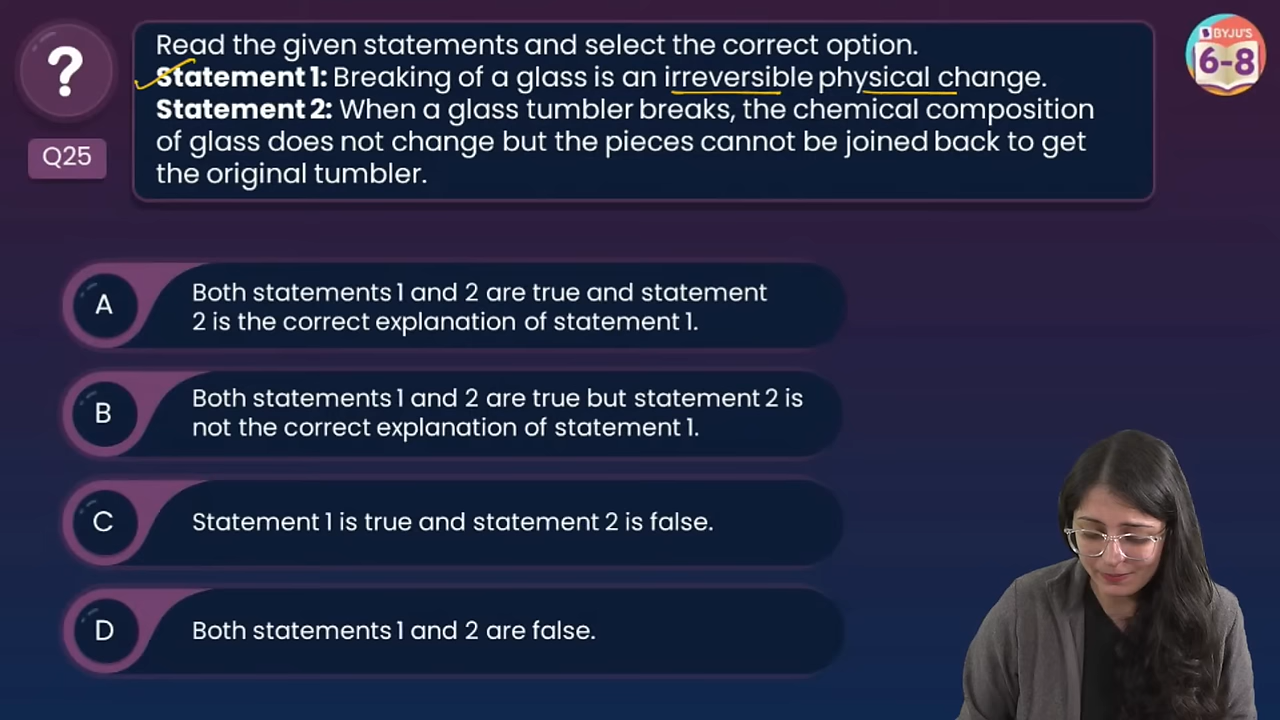 ?
Q25
Read the given statements and select the correct option.
Statement 1: Breaking of a glass is an irreversible physical change.
Statement 2: When a glass tumbler breaks, the chemical composition
of glass does not change but the pieces cannot be joined back to get
the original tumbler.
BYJU'S
6-8
A
Both statements 1 and 2 are true and statement
2 is the correct explanation of statement 1.
B
Both statements 1 and 2 are true but statement 2 is
not the correct explanation of statement 1.
C
Statement 1 is true and statement 2 is false.
D
Both statements 1 and 2 are false.